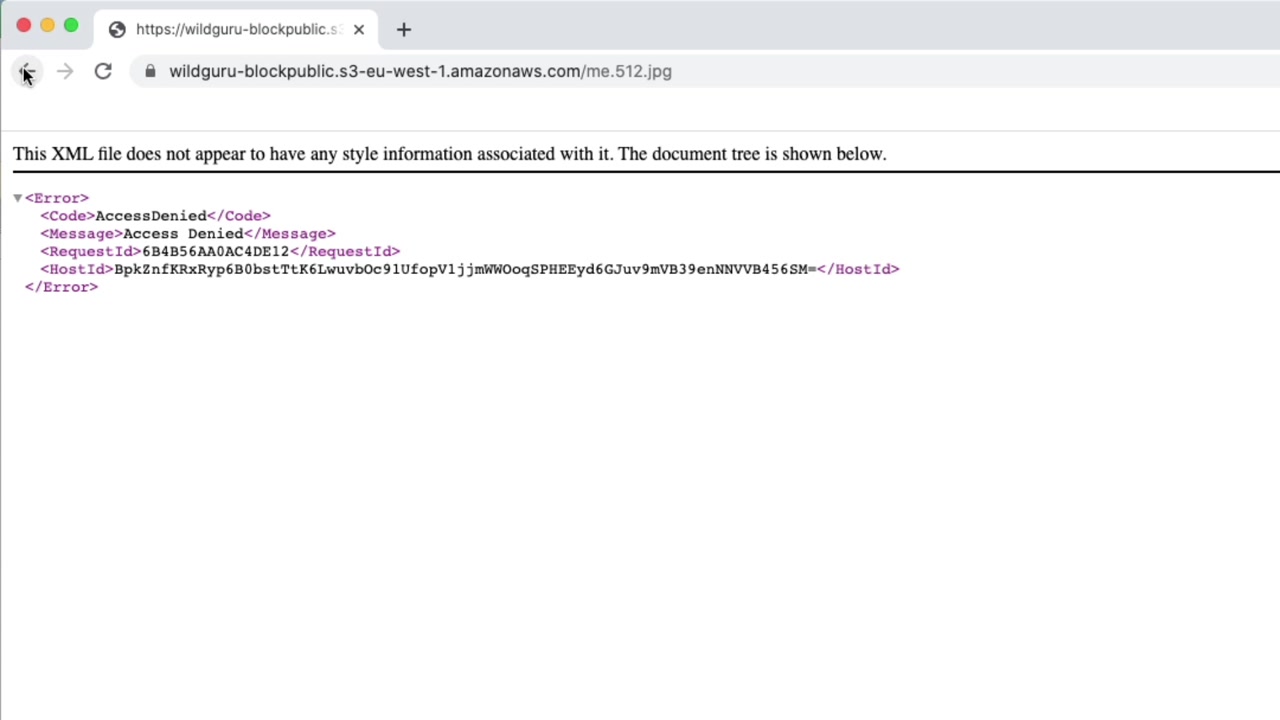 https://wildguru-blockpublic.s3
wildguru-blockpublic.s3-eu-west-1.amazonaws.com/me.512.jpg
This XML file does not appear to have any style information associated with it. The document tree is shown below.
▼<Error>
<Code>AccessDenied</Code>
<Message>Access Denied</Message>
<RequestId>6B4B56AA0AC4DE12</RequestId>
<HostId>BpkZnfKRxRyp6B0bstTtK6LwuvbOc91UfopV1jjmWWOoqSPHEEyd6GJuv9mVB39enNNVVB456SM=</HostId>
</Error>